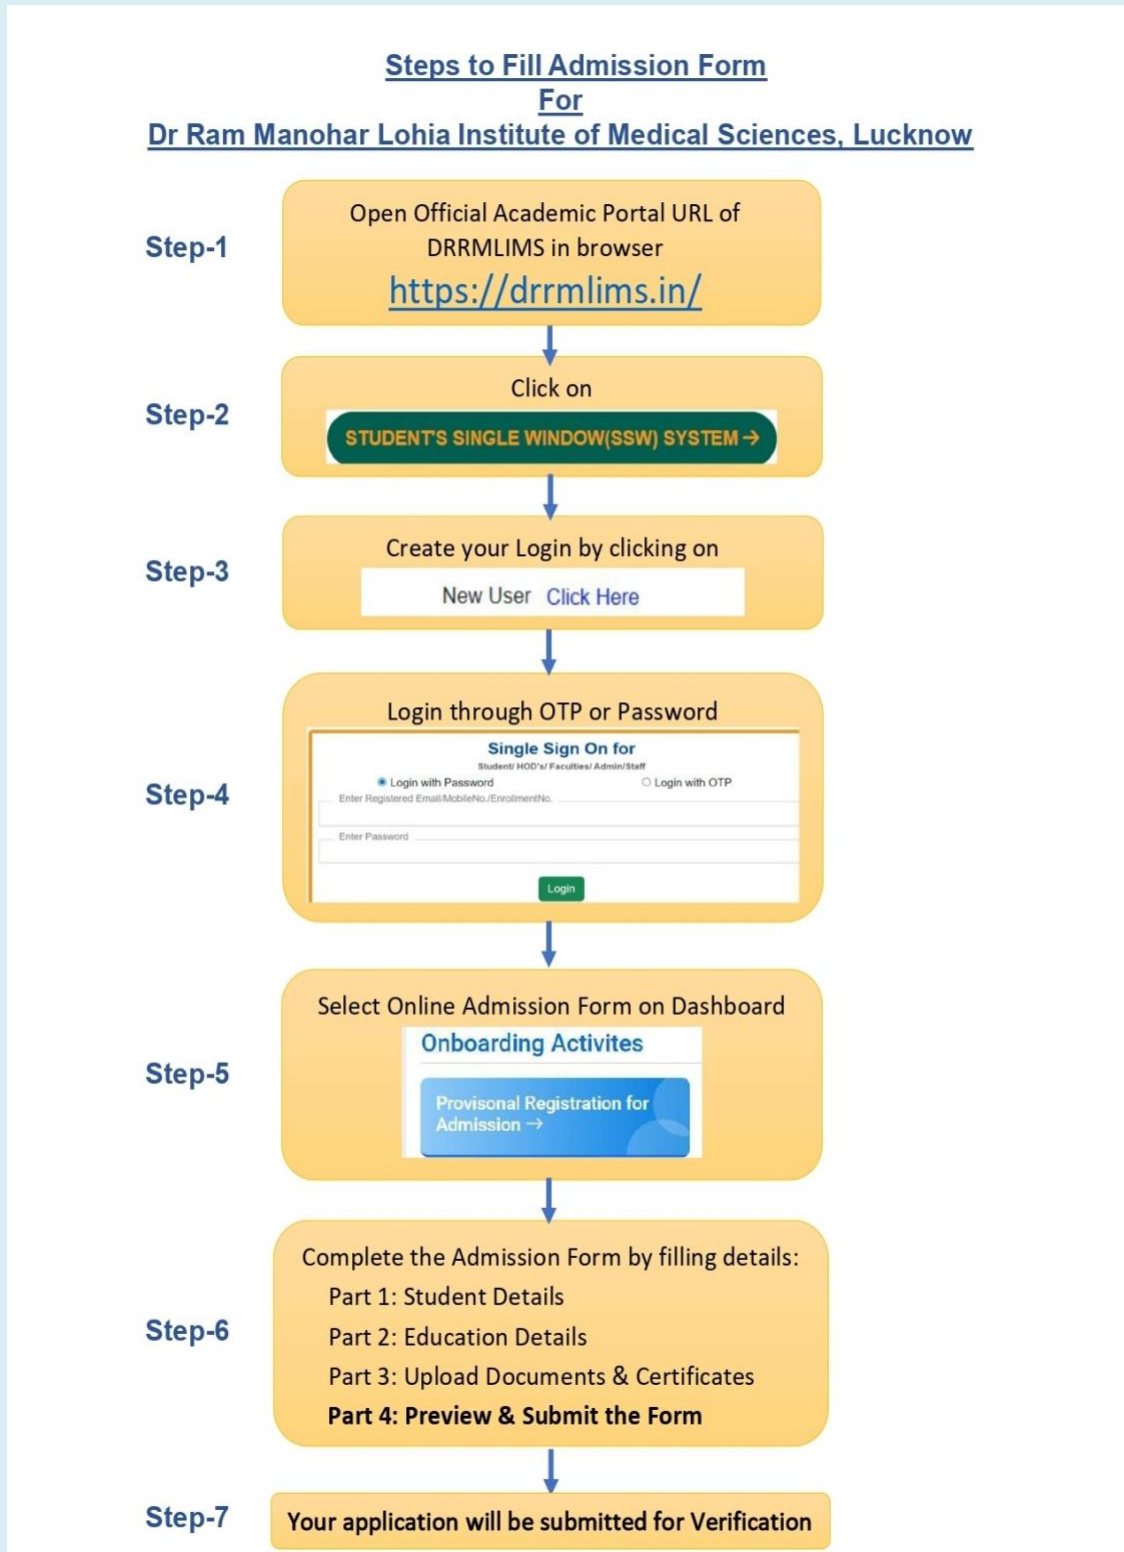 Steps to Fill Admission Form
For
Dr Ram Manohar Lohia Institute of Medical Sciences, Lucknow
Step-1
Open Official Academic Portal URL of
DRRMLIMS in browser
https://drrmlims.in/
Step-2
Click on
STUDENT'S SINGLE WINDOW(SSW) SYSTEM →
Step-3
Create your Login by clicking on
New User Click Here
Step-4
Login through OTP or Password
Single Sign On for
Student/ HOD's/ Faculties/ Admin/Staff
Login with Password Login with OTP
Enter Registered Email/MobileNo./EnrollmentNo.
Enter Password
Login
Step-5
Select Online Admission Form on Dashboard
Onboarding Activites
Provisonal Registration for
Admission →
Step-6
Complete the Admission Form by filling details:
Part 1: Student Details
Part 2: Education Details
Part 3: Upload Documents & Certificates
Part 4: Preview & Submit the Form
Step-7
Your application will be submitted for Verification